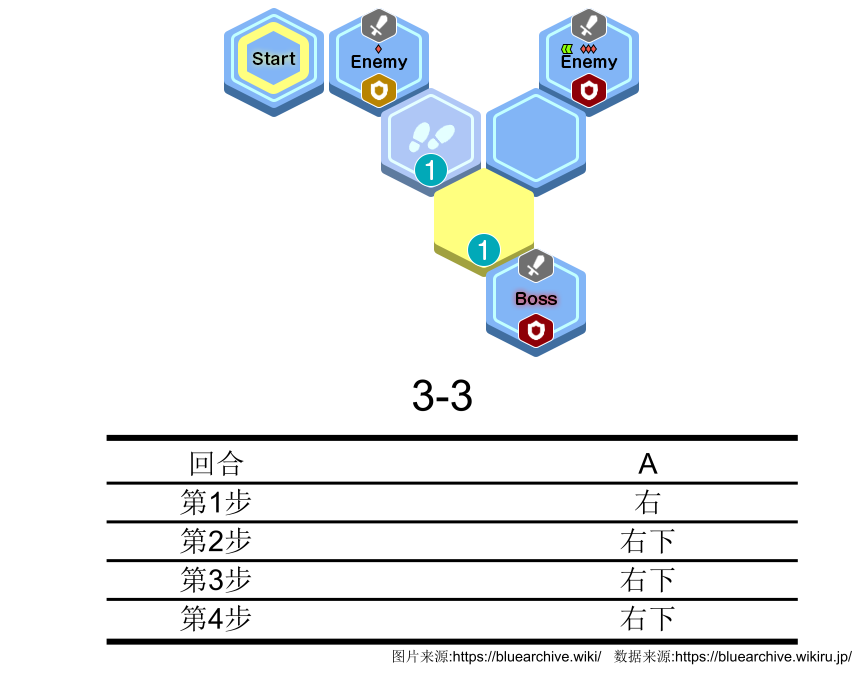 Start
Enemy
Enemy
1
1
Boss
3-3
回合 A
第1步 右
第2步 右下
第3步 右下
第4步 右下
图片来源:https://bluearchive.wiki/ 数据来源:https://bluearchive.wikiru.jp/